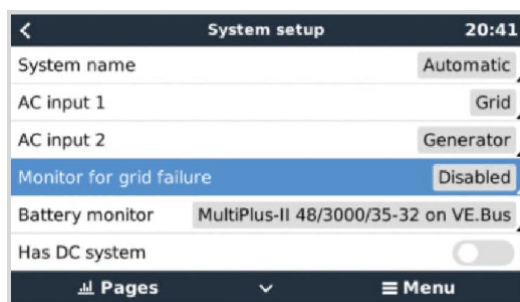 System setup 20:41
System name Automatic
AC input 1 Grid
AC input 2 Generator
Monitor for grid failure Disabled
Battery monitor MultiPlus-II 48/3000/35-32 on VE.Bus
Has DC system
Pages Menu